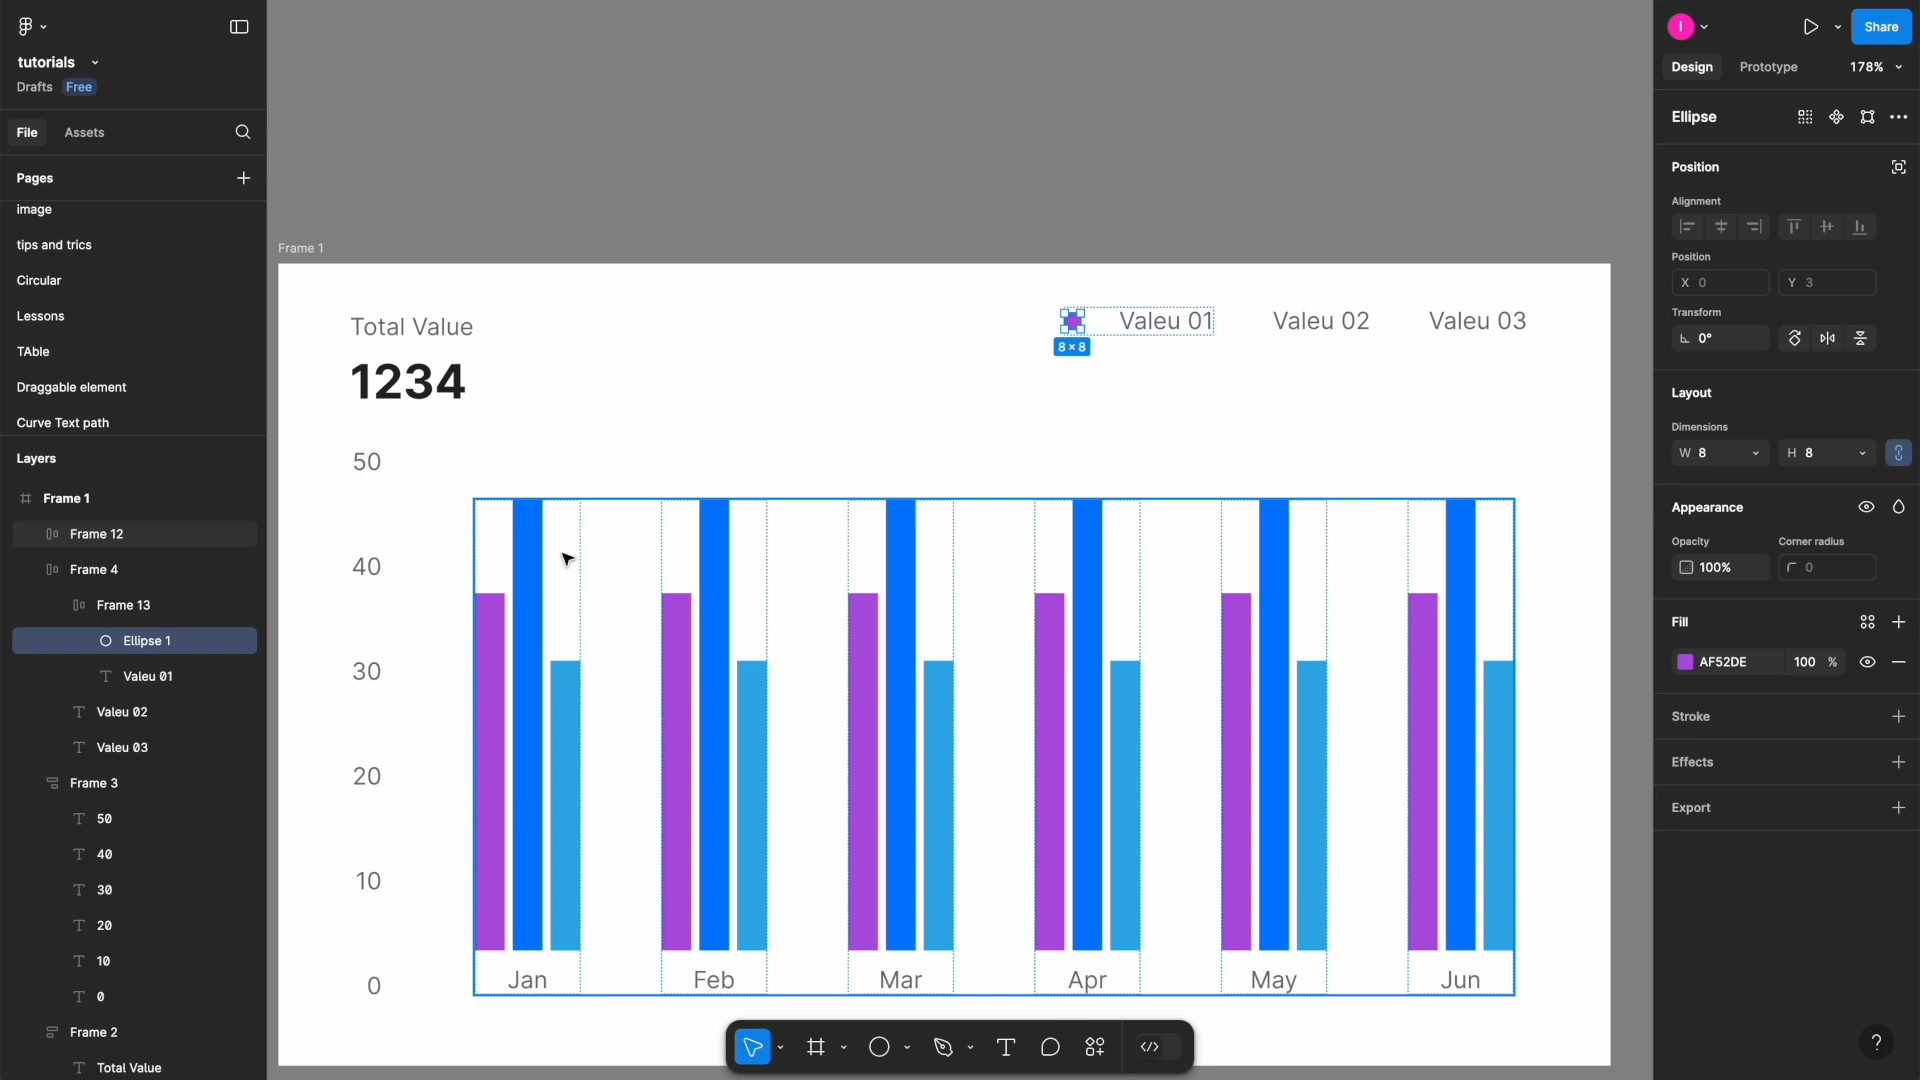 tutorials
Drafts Free
File Assets
Pages
image
tips and trics
Circular
Lessons
TAble
Draggable element
Curve Text path
Layers
Frame 1
Frame 12
Frame 4
Frame 13
Ellipse 1
Valeu 01
Valeu 02
Valeu 03
Frame 3
50
40
30
20
10
0
Frame 2
Total Value
Frame 1
Total Value
1234
Valeu 01 Valeu 02 Valeu 03
8 × 8
50
40
30
20
10
0
Jan Feb Mar Apr May Jun
I
Share
Design Prototype 178%
Ellipse
Position
Alignment
Position
X 0 Y 3
Transform
0°
Layout
Dimensions
W 8 H 8
Appearance
Opacity Corner radius
100% 0
Fill
AF52DE 100 %
Stroke
Effects
Export
?